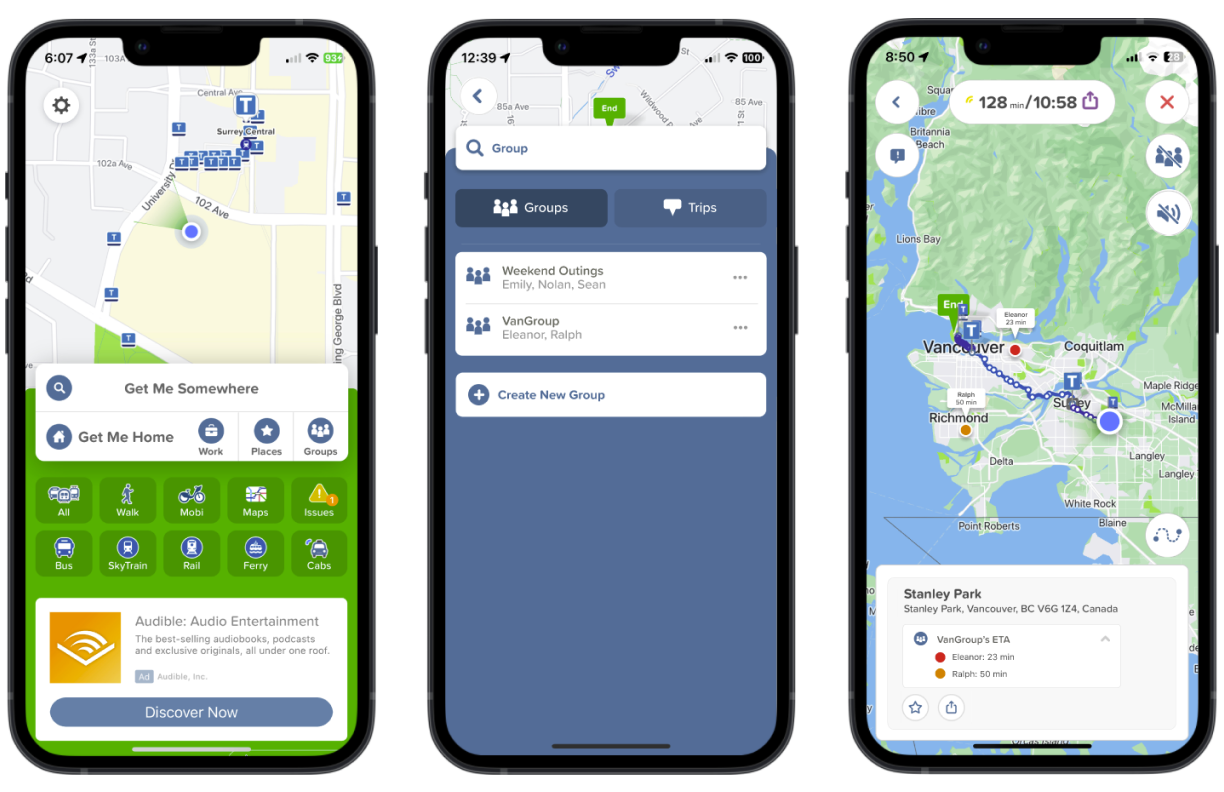 6:07
93
133a St
103A
Central Ave
T
Surrey Central
102a Ave
University Dr
102 Ave
King George Blvd
Get Me Somewhere
Get Me Home
Work
Places
Groups
All
Walk
Mobi
Maps
1
Issues
Bus
SkyTrain
Rail
Ferry
Cabs
Audible: Audio Entertainment
The best-selling audiobooks, podcasts
and exclusive originals, all under one roof.
Ad Audible, Inc.
Discover Now
12:39
100
St
85a Ave
End
Wildwood
85 Ave
Group
Groups
Trips
Weekend Outings
Emily, Nolan, Sean
VanGroup
Eleanor, Ralph
Create New Group
8:50
28
128 min/10:58
Britannia
Beach
Lions Bay
End
T
Eleanor
23 min
Vancouver
Coquitlam
T
Maple Ridge
Ralph
50 min
Surrey
Richmond
Island
Delta
Langley
Langley
White Rock
Point Roberts
Blaine
Stanley Park
Stanley Park, Vancouver, BC V6G 1Z4, Canada
VanGroup's ETA
Eleanor: 23 min
Ralph: 50 min
Orcas Island